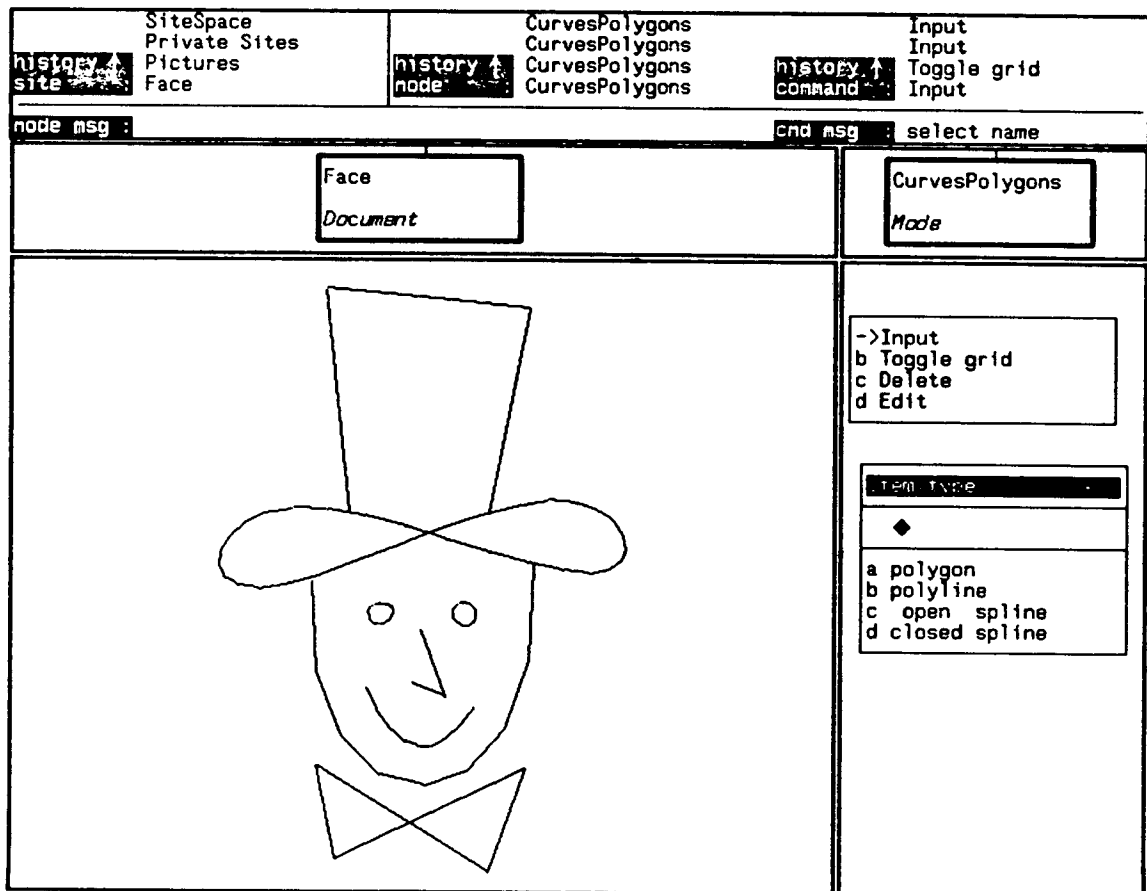 SiteSpace
Private Sites
history ↑ Pictures
site : Face
CurvesPolygons
CurvesPolygons
history ↑ CurvesPolygons
node : CurvesPolygons
Input
Input
history ↑ Toggle grid
command : Input
node msg :
cmd msg : select name
Face
Document
CurvesPolygons
Mode
->Input
b Toggle grid
c Delete
d Edit
item type
a polygon
b polyline
c open spline
d closed spline